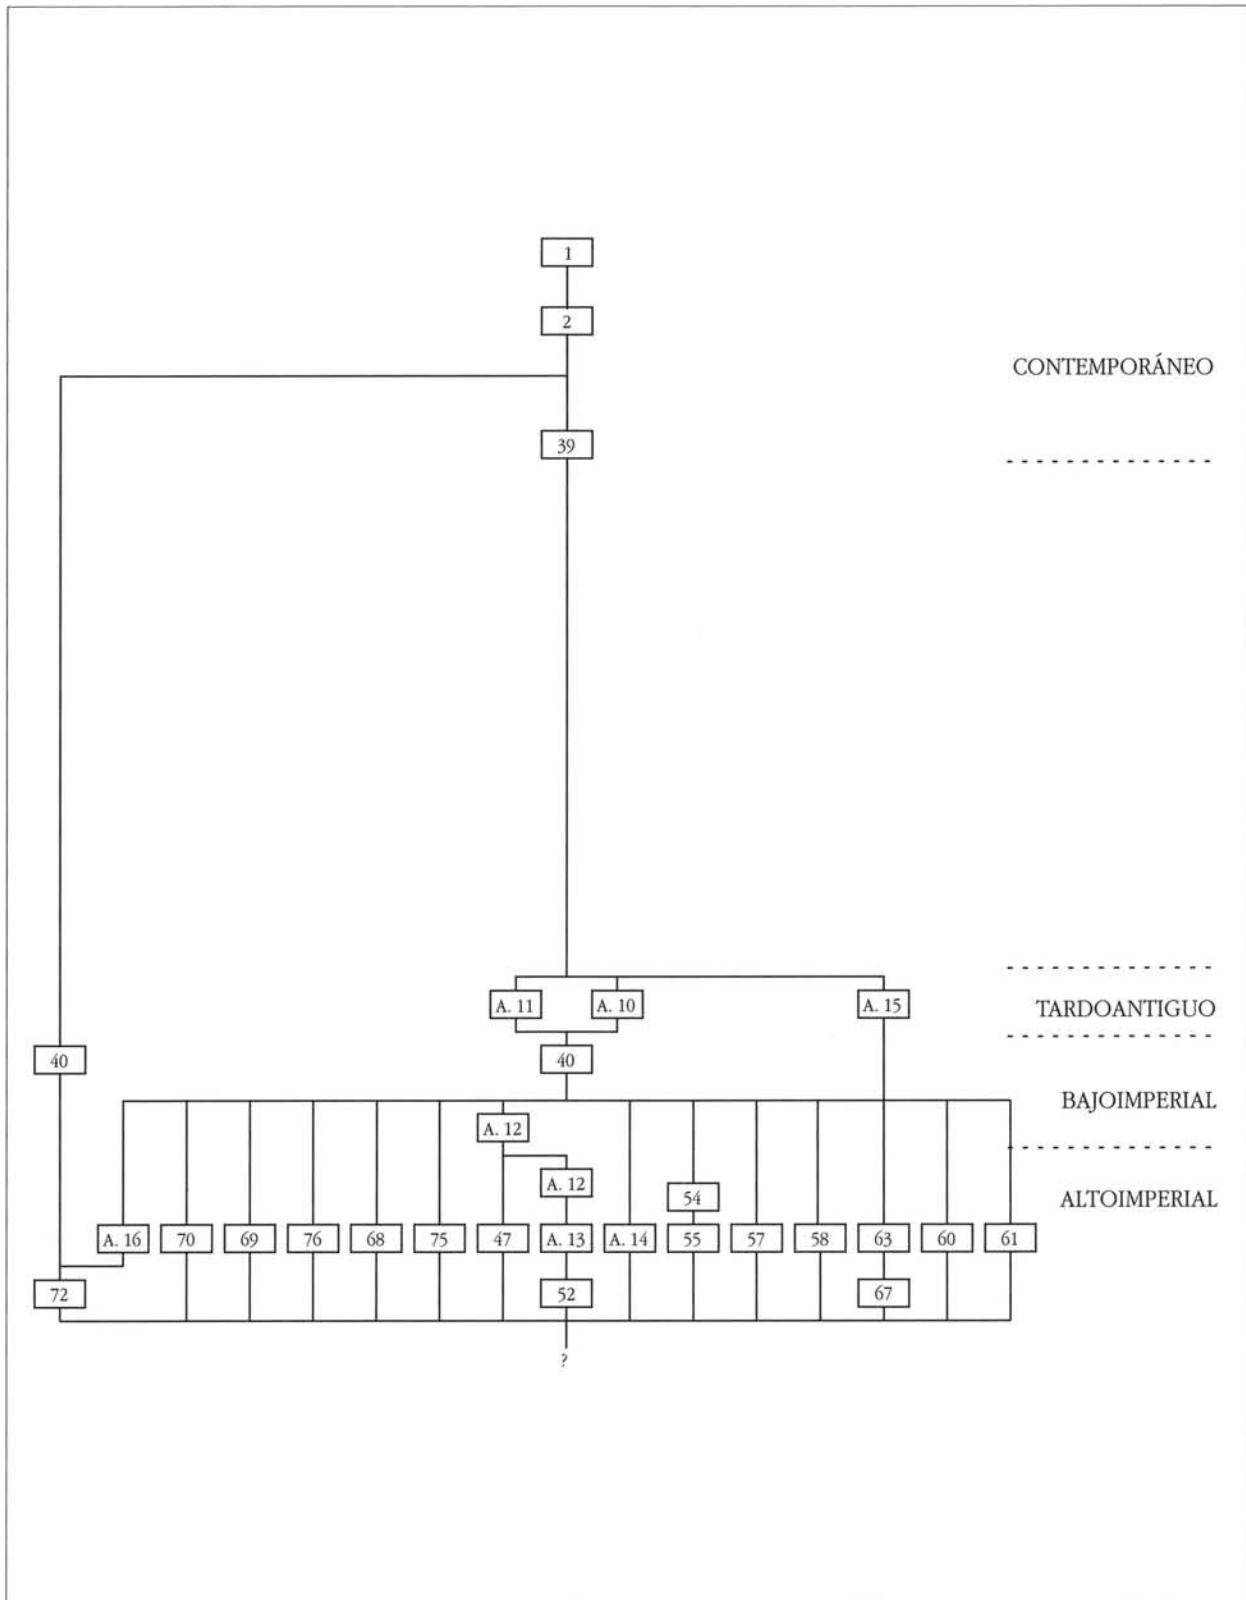 1
2
CONTEMPORÁNEO
39
A. 11
A. 10
A. 15
TARDOANTIGUO
40
40
BAJOIMPERIAL
A. 12
A. 12
54
ALTOIMPERIAL
A. 16
70
69
76
68
75
47
A. 13
A. 14
55
57
58
63
60
61
72
52
67
?